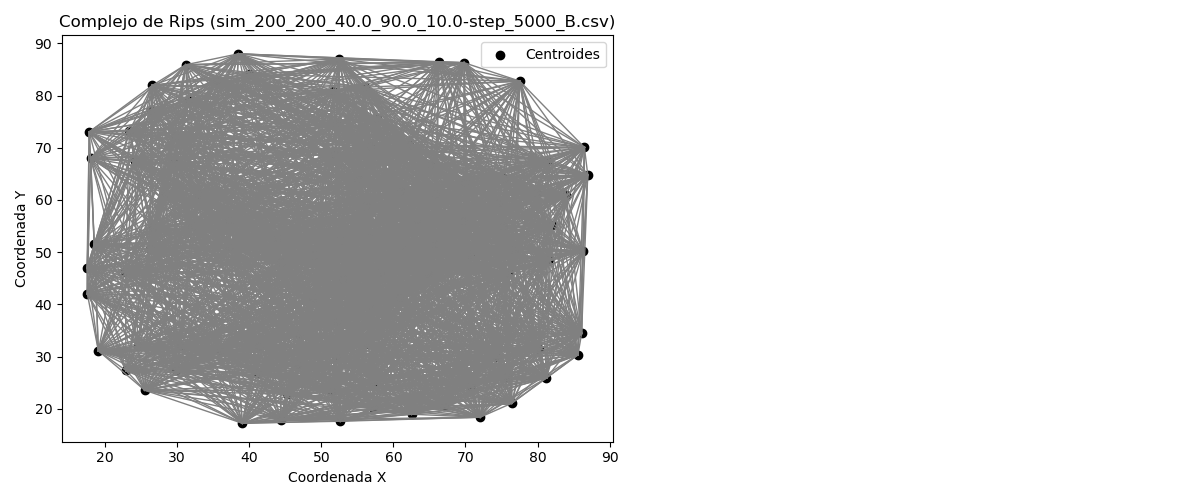 Complejo de Rips (sim_200_200_40.0_90.0_10.0-step_5000_B.csv)
Centroides
Coordenada Y
90
80
70
60
50
40
30
20
20 30 40 50 60 70 80 90
Coordenada X